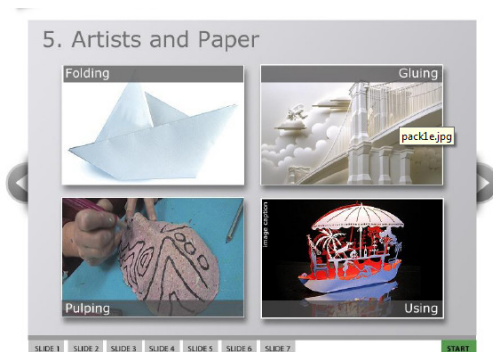 5. Artists and Paper
Folding
Gluing
pack1e.jpg
image caption
Pulping
Using
SLIDE 1 SLIDE 2 SLIDE 3 SLIDE 4 SLIDE 5 SLIDE 6 SLIDE 7 START